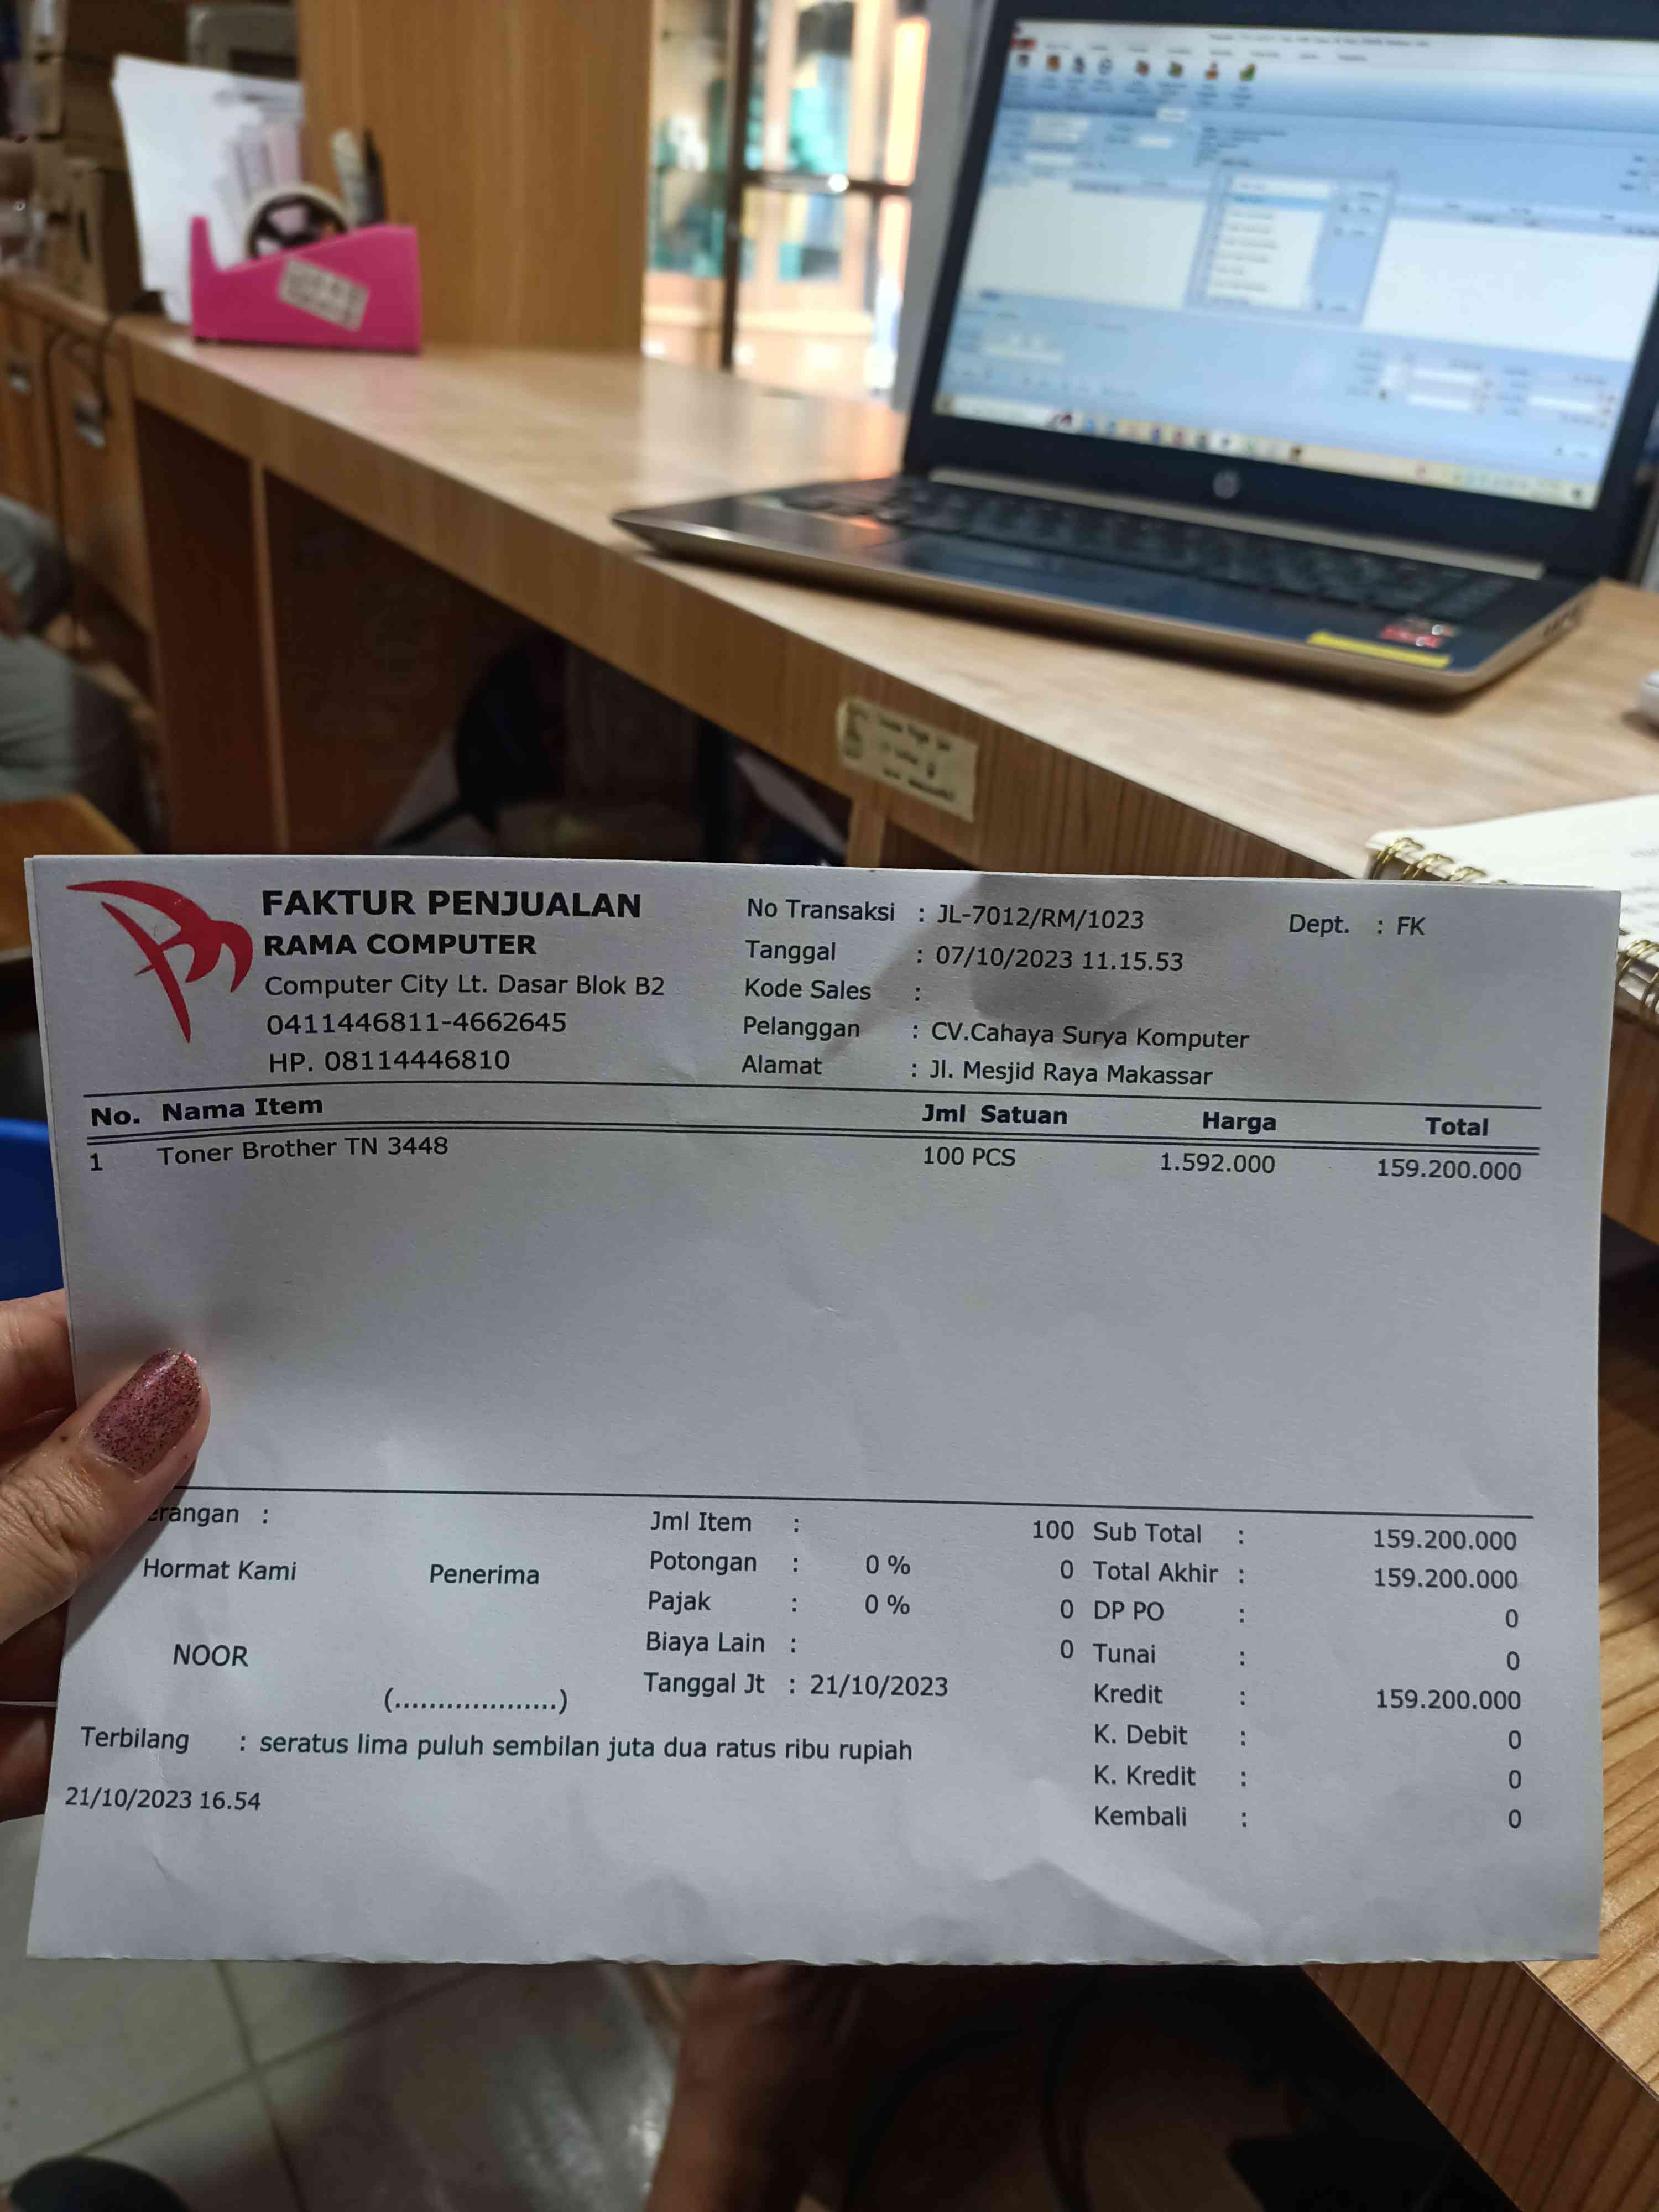 FAKTUR PENJUALAN
RAMA COMPUTER
Computer City Lt. Dasar Blok B2
0411446811-4662645
HP. 08114446810
No Transaksi : JL-7012/RM/1023
Dept. : FK
Tanggal : 07/10/2023 11.15.53
Kode Sales :
Pelanggan : CV.Cahaya Surya Komputer
Alamat : Jl. Mesjid Raya Makassar
No. Nama Item Jml Satuan Harga Total
1 Toner Brother TN 3448 100 PCS 1.592.000 159.200.000
erangan :
Hormat Kami Penerima
NOOR
(...................)
Jml Item : 100
Potongan : 0 % 0
Pajak : 0 % 0
Biaya Lain : 0
Tanggal Jt : 21/10/2023
Sub Total : 159.200.000
Total Akhir : 159.200.000
DP PO : 0
Tunai : 0
Kredit : 159.200.000
K. Debit : 0
K. Kredit : 0
Kembali : 0
Terbilang : seratus lima puluh sembilan juta dua ratus ribu rupiah
21/10/2023 16.54
hp